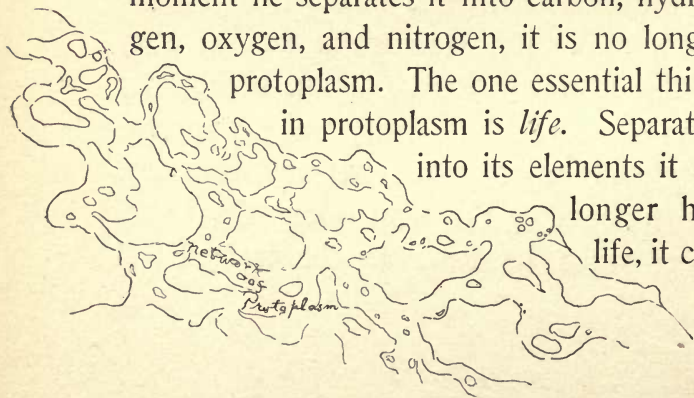 moment he separates it into carbon, hydr
gen, oxygen, and nitrogen, it is no long
protoplasm. The one essential thi
in protoplasm is life. Separat
into its elements it
longer h
life, it c
network
of
Protoplasm